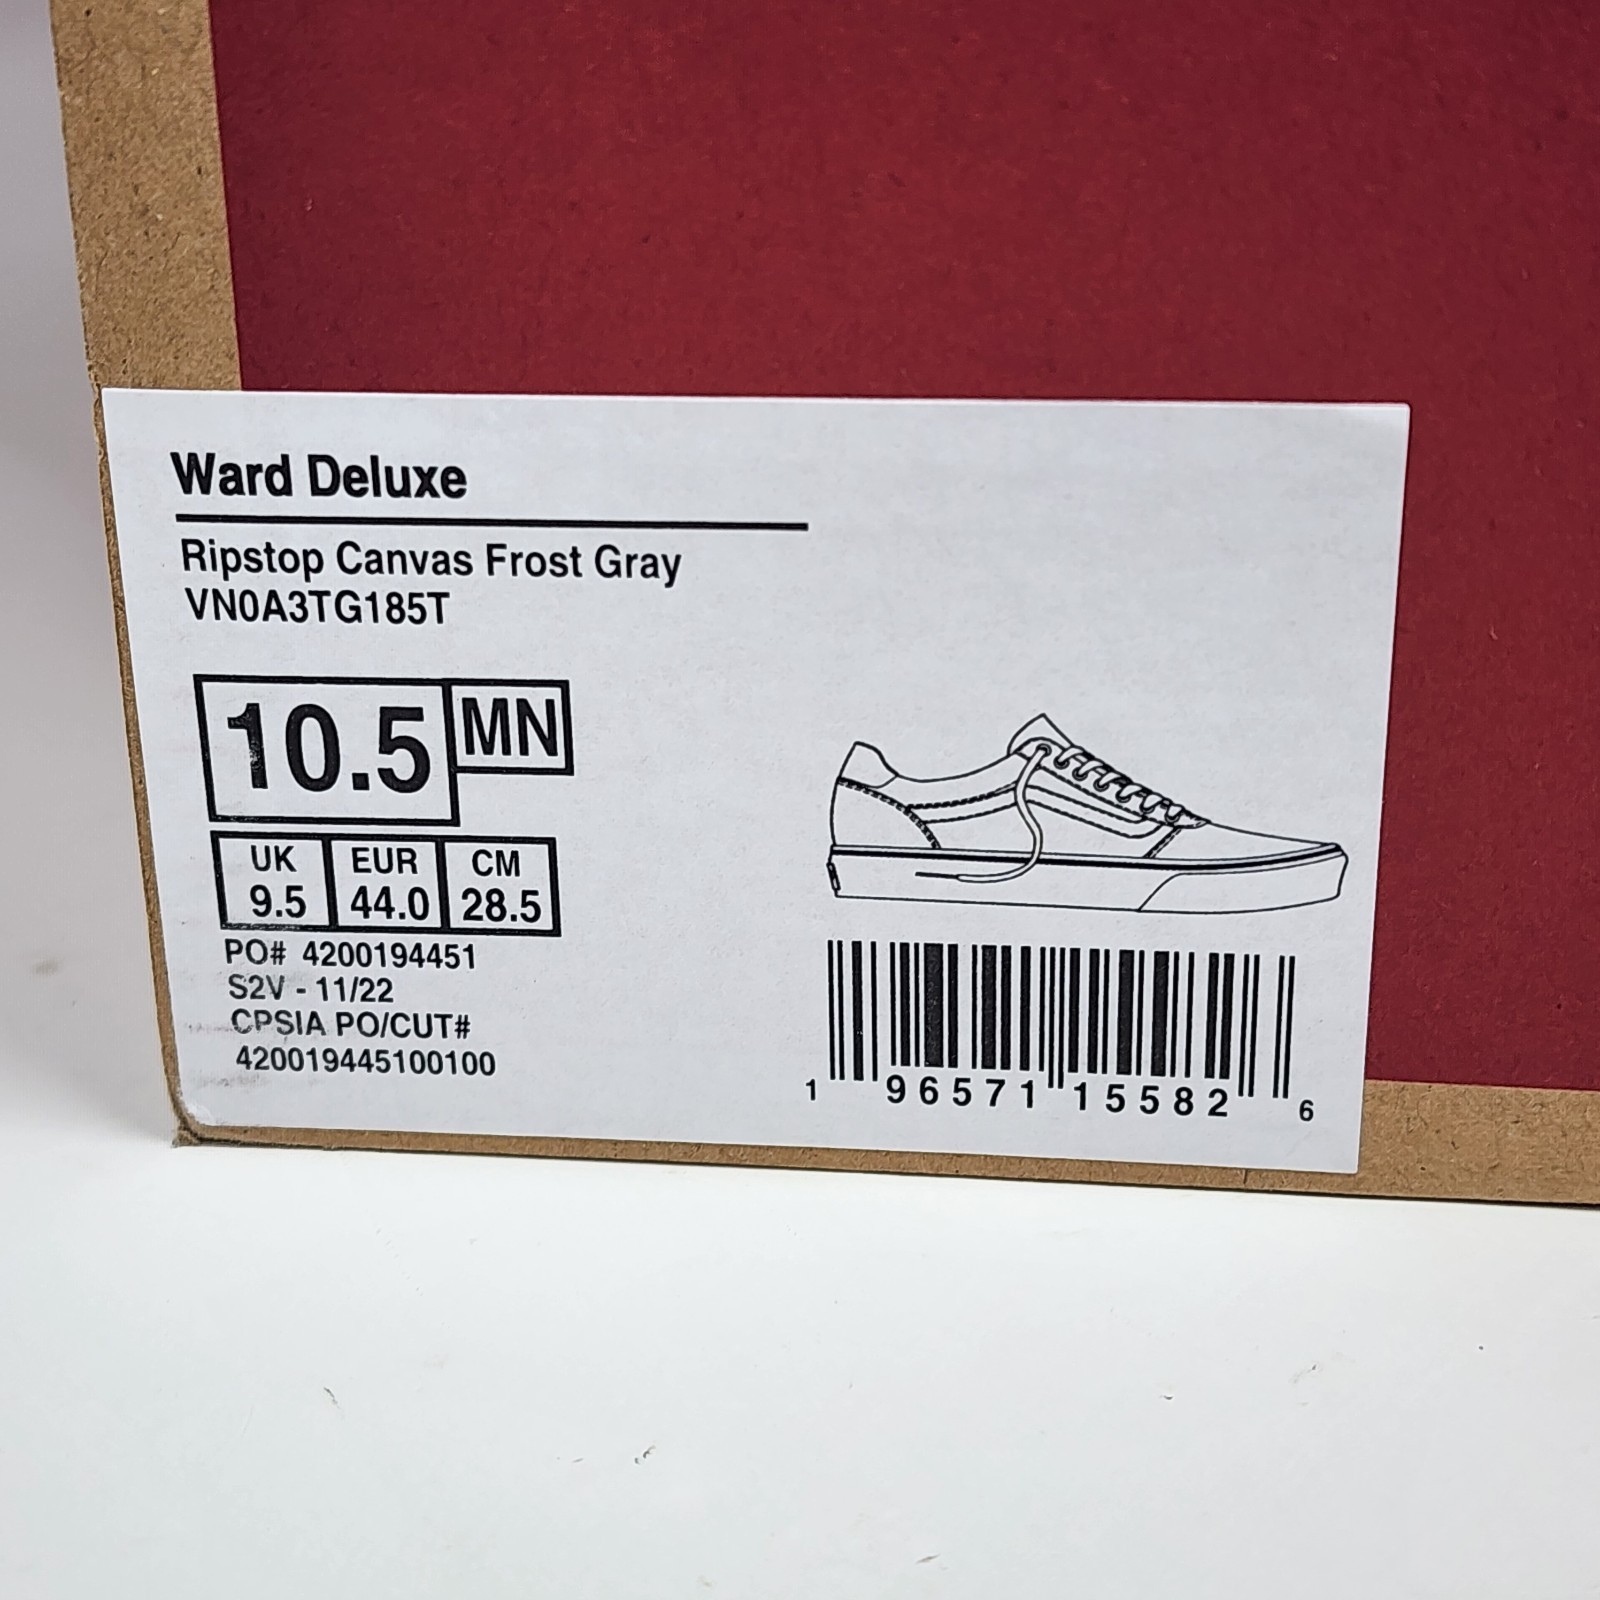 Ward Deluxe
Ripstop Canvas Frost Gray
VN0A3TG185T
10.5 MN
UK EUR CM
9.5 44.0 28.5
PO# 4200194451
S2V - 11/22
CPSIA PO/CUT#
420019445100100
1 96571 15582 6